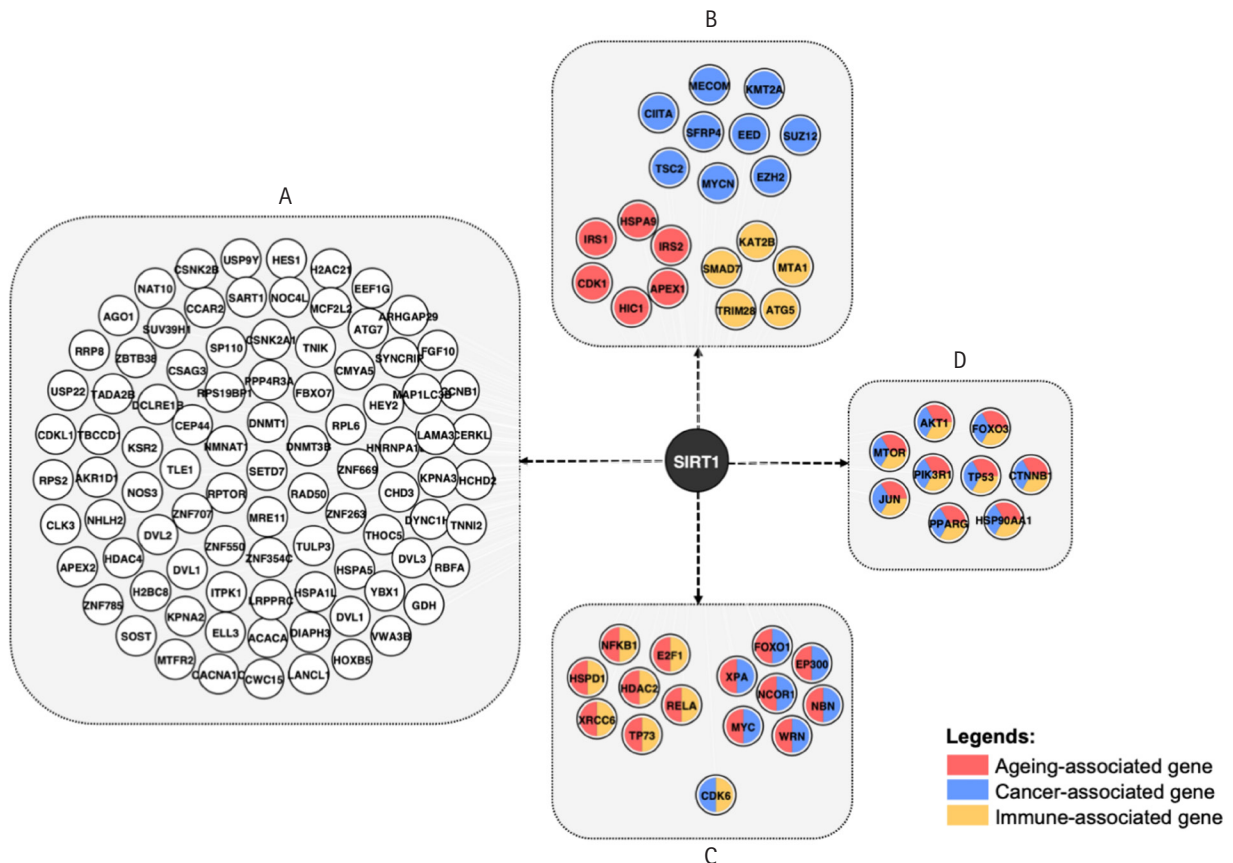 B
MECOM
KMT2A
CIITA
SFRP4
EED
SUZ12
TSC2
MYCN
EZH2
HSPA9
IRS1
IRS2
CDK1
APEX1
HIC1
KAT2B
SMAD7
MTA1
TRIM28
ATG5
A
USP9Y
HES1
CSNK2B
H2AC21
NAT10
SART1
NOC4L
EEF1G
AGO1
CCAR2
MCF2L2
ARHGAP29
SUV39H1
ATG7
RRP8
ZBTB38
SP110
CSNK2A1
TNIK
SYNCRIP
FGF10
CSAG3
CMYA5
USP22
TADA2B
RPS19BP1
PPP4R3A
FBXO7
MAP1LC3B
CCNB1
DCLRE1B
HEY2
CDKL1
TBCCD1
CEP44
DNMT1
RPL6
LAMA3
CERKL
KSR2
NMNAT1
DNMT3B
RPS2
AKR1D1
TLE1
SETD7
ZNF669
KPNA3
HCHD2
NOS3
RPTOR
RAD50
CHD3
CLK3
NHLH2
ZNF707
MRE11
ZNF263
TNNI2
DVL2
THOC5
APEX2
HDAC4
ZNF550
ZNF354C
TULP3
DVL3
RBFA
DVL1
HSPA5
ZNF785
H2BC8
ITPK1
LRPPRC
HSPA1L
YBX1
GDH
KPNA2
DVL1
SOST
ELL3
ACACA
DIAPH3
VWA3B
MTFR2
CACNA1C
CWC15
LANCL1
HOXB5
SIRT1
D
AKT1
FOXO3
MTOR
PIK3R1
TP53
CTNNB1
JUN
PPARG
HSP90AA1
NFKB1
E2F1
HSPD1
HDAC2
RELA
XRCC6
TP73
FOXO1
EP300
XPA
NCOR1
NBN
MYC
WRN
CDK6
C
Legends:
Ageing-associated gene
Cancer-associated gene
Immune-associated gene